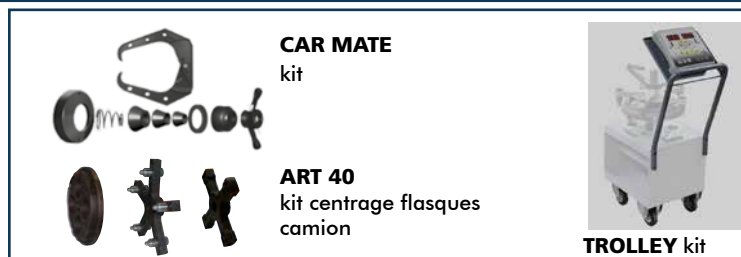 CAR MATE
kit
ART 40
kit centrage flasques
camion
TROLLEY kit